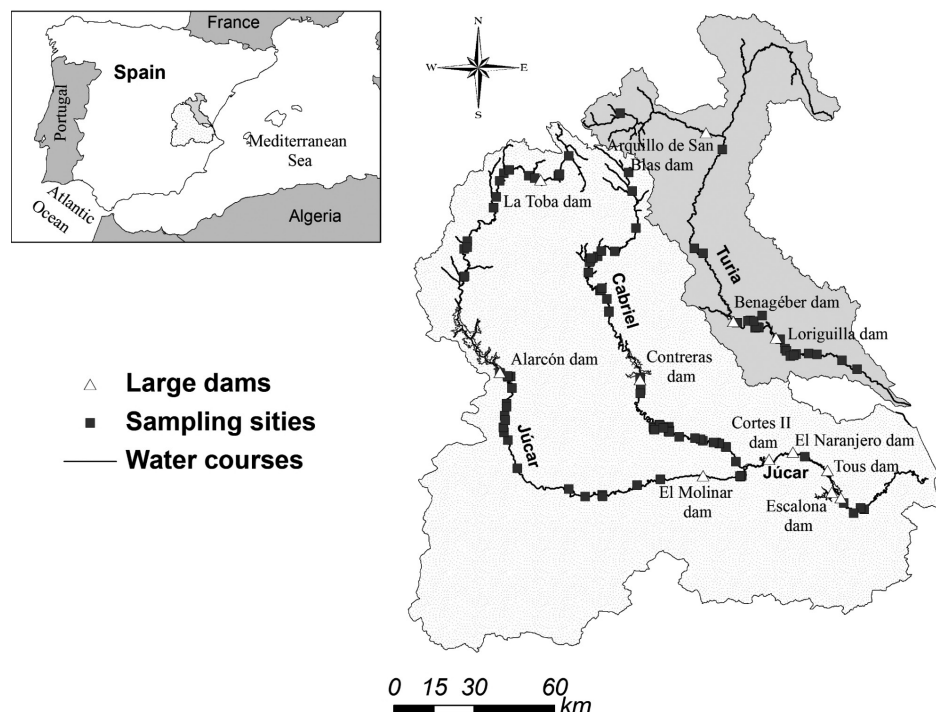 France
Spain
Portugal
Mediterranean
Sea
Atlantic
Ocean
Algeria
N
W
E
S
Arquillo de San
Blas dam
La Toba dam
Turia
Cabriel
Benagéber dam
Loriguilla dam
Alarcón dam
Contreras
dam
Large dams
Sampling sities
Water courses
Júcar
Cortes II
dam
El Naranjero dam
Júcar
Tous dam
El Molinar
dam
Escalona
dam
0 15 30 60
km